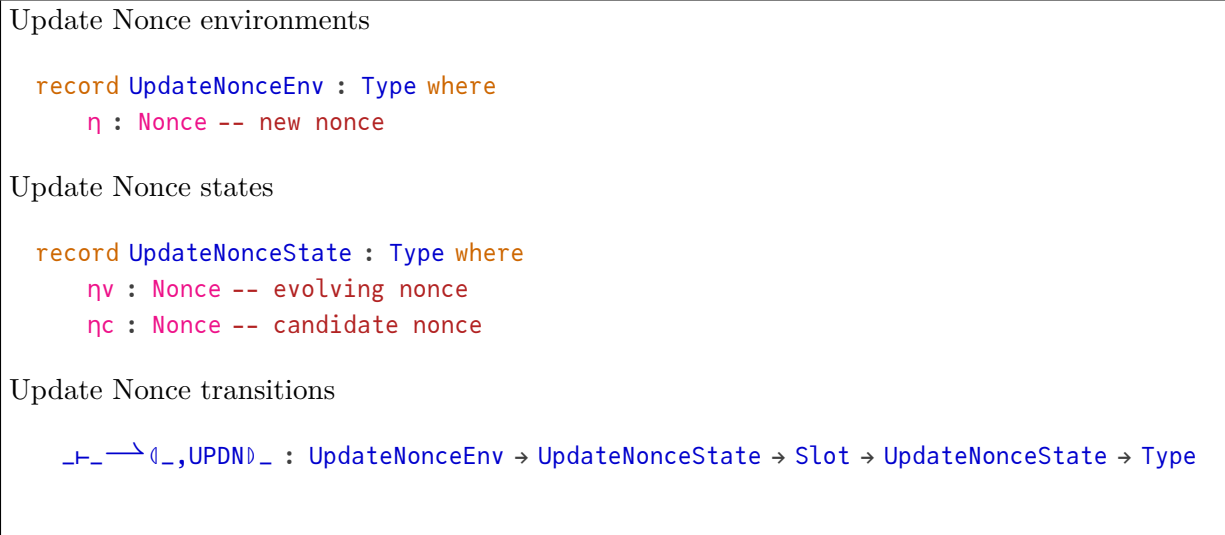 Update Nonce environments
record UpdateNonceEnv : Type where
η : Nonce -- new nonce
Update Nonce states
record UpdateNonceState : Type where
ηv : Nonce -- evolving nonce
ηc : Nonce -- candidate nonce
Update Nonce transitions
_⊢_⇀⦇_,UPDN⦈_ : UpdateNonceEnv → UpdateNonceState → Slot → UpdateNonceState → Type